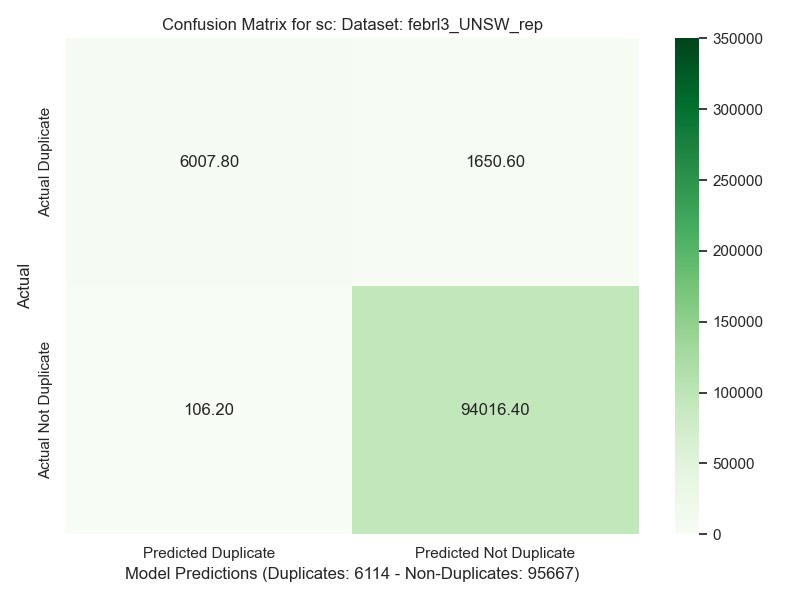 Confusion Matrix for sc: Dataset: febrl3_UNSW_rep
Actual
Actual Duplicate
6007.80
1650.60
Actual Not Duplicate
106.20
94016.40
Predicted Duplicate
Predicted Not Duplicate
Model Predictions (Duplicates: 6114 - Non-Duplicates: 95667)
350000
300000
250000
200000
150000
100000
50000
0